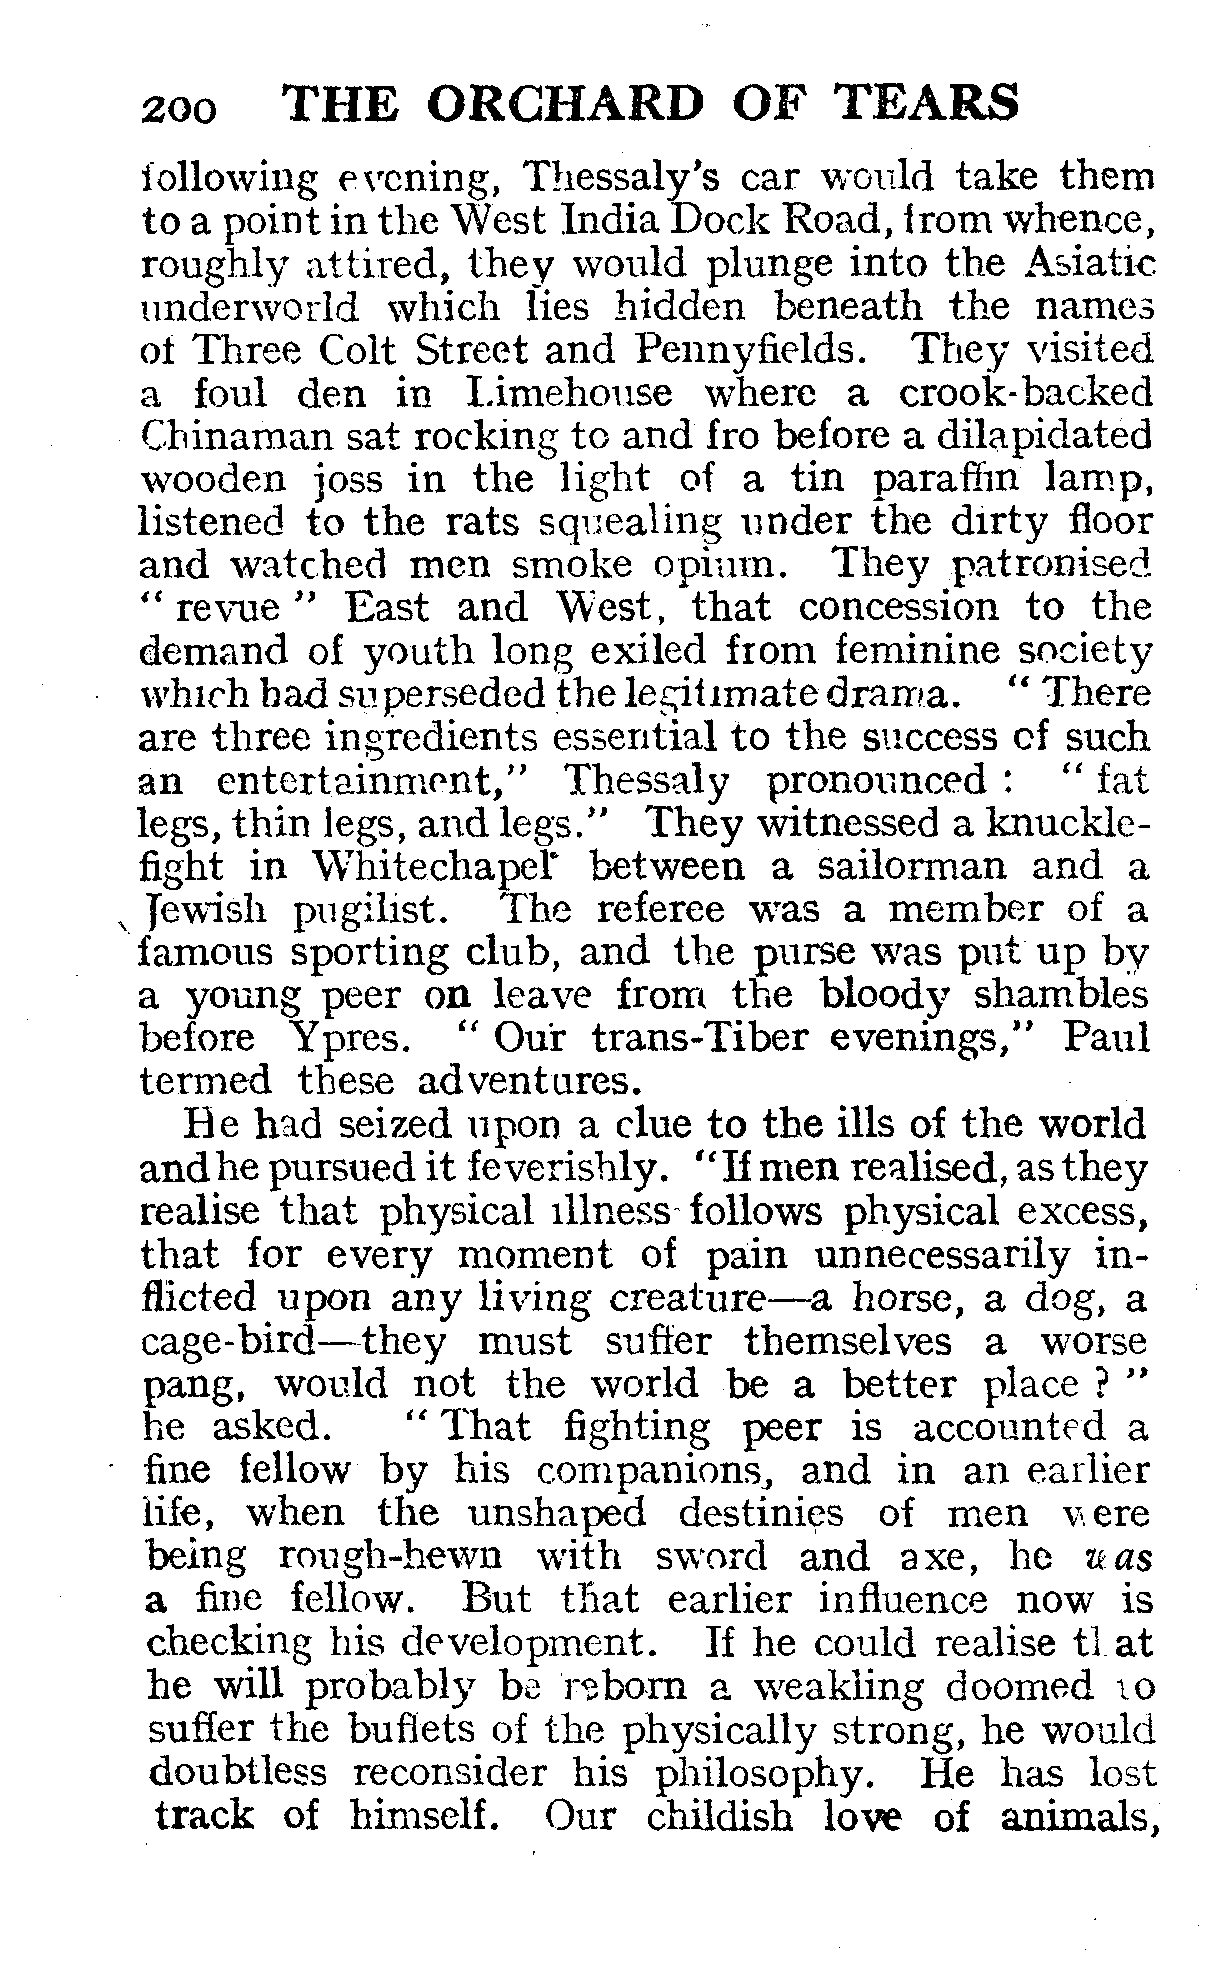 200 THE ORCHARD OF TEARS
following evening, Thessaly's car would take them
to a point in the West India Dock Road, from whence,
roughly attired, they would plunge into the Asiatic
underworld which lies hidden beneath the names
of Three Colt Street and Pennyfields. They visited
a foul den in Limehouse where a crook-backed
Chinaman sat rocking to and fro before a dilapidated
wooden joss in the light of a tin paraffin lamp,
listened to the rats squealing under the dirty floor
and watched men smoke opium. They patronised
" revue " East and West, that concession to the
demand of youth long exiled from feminine society
which had superseded the legitimate drama. " There
are three ingredients essential to the success of such
an entertainment," Thessaly pronounced : " fat
legs, thin legs, and legs." They witnessed a knuckle-
fight in Whitechapel between a sailorman and a
Jewish pugilist. The referee was a member of a
famous sporting club, and the purse was put up by
a young peer on leave from the bloody shambles
before Ypres. " Our trans-Tiber evenings," Paul
termed these adventures.
He had seized upon a clue to the ills of the world
and he pursued it feverishly. "If men realised, as they
realise that physical illness follows physical excess,
that for every moment of pain unnecessarily in-
flicted upon any living creature—a horse, a dog, a
cage-bird—they must suffer themselves a worse
pang, would not the world be a better place ? "
he asked. " That fighting peer is accounted a
fine fellow by his companions, and in an earlier
life, when the unshaped destinies of men were
being rough-hewn with sword and axe, he was
a fine fellow. But that earlier influence now is
checking his development. If he could realise that
he will probably be reborn a weakling doomed to
suffer the buffets of the physically strong, he would
doubtless reconsider his philosophy. He has lost
track of himself. Our childish love of animals,